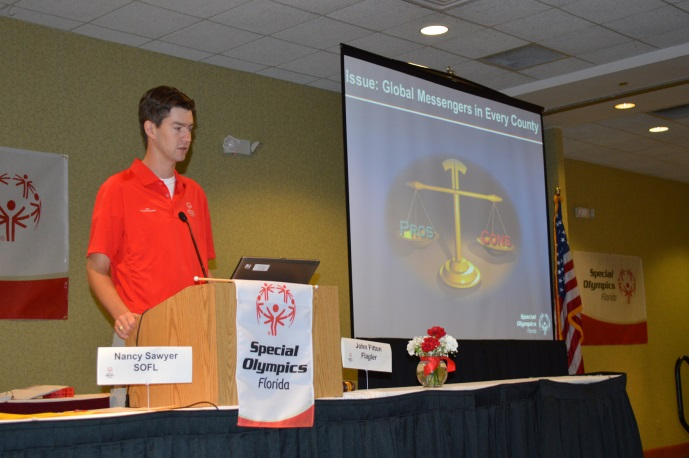 Issue: Global Messengers in Every County
Pros
Cons
Special
Olympics
Florida
Special
Olympics
Florida
Nancy Sawyer
SOFL
John Fitton
Flagler
Special
Olympics
Florida